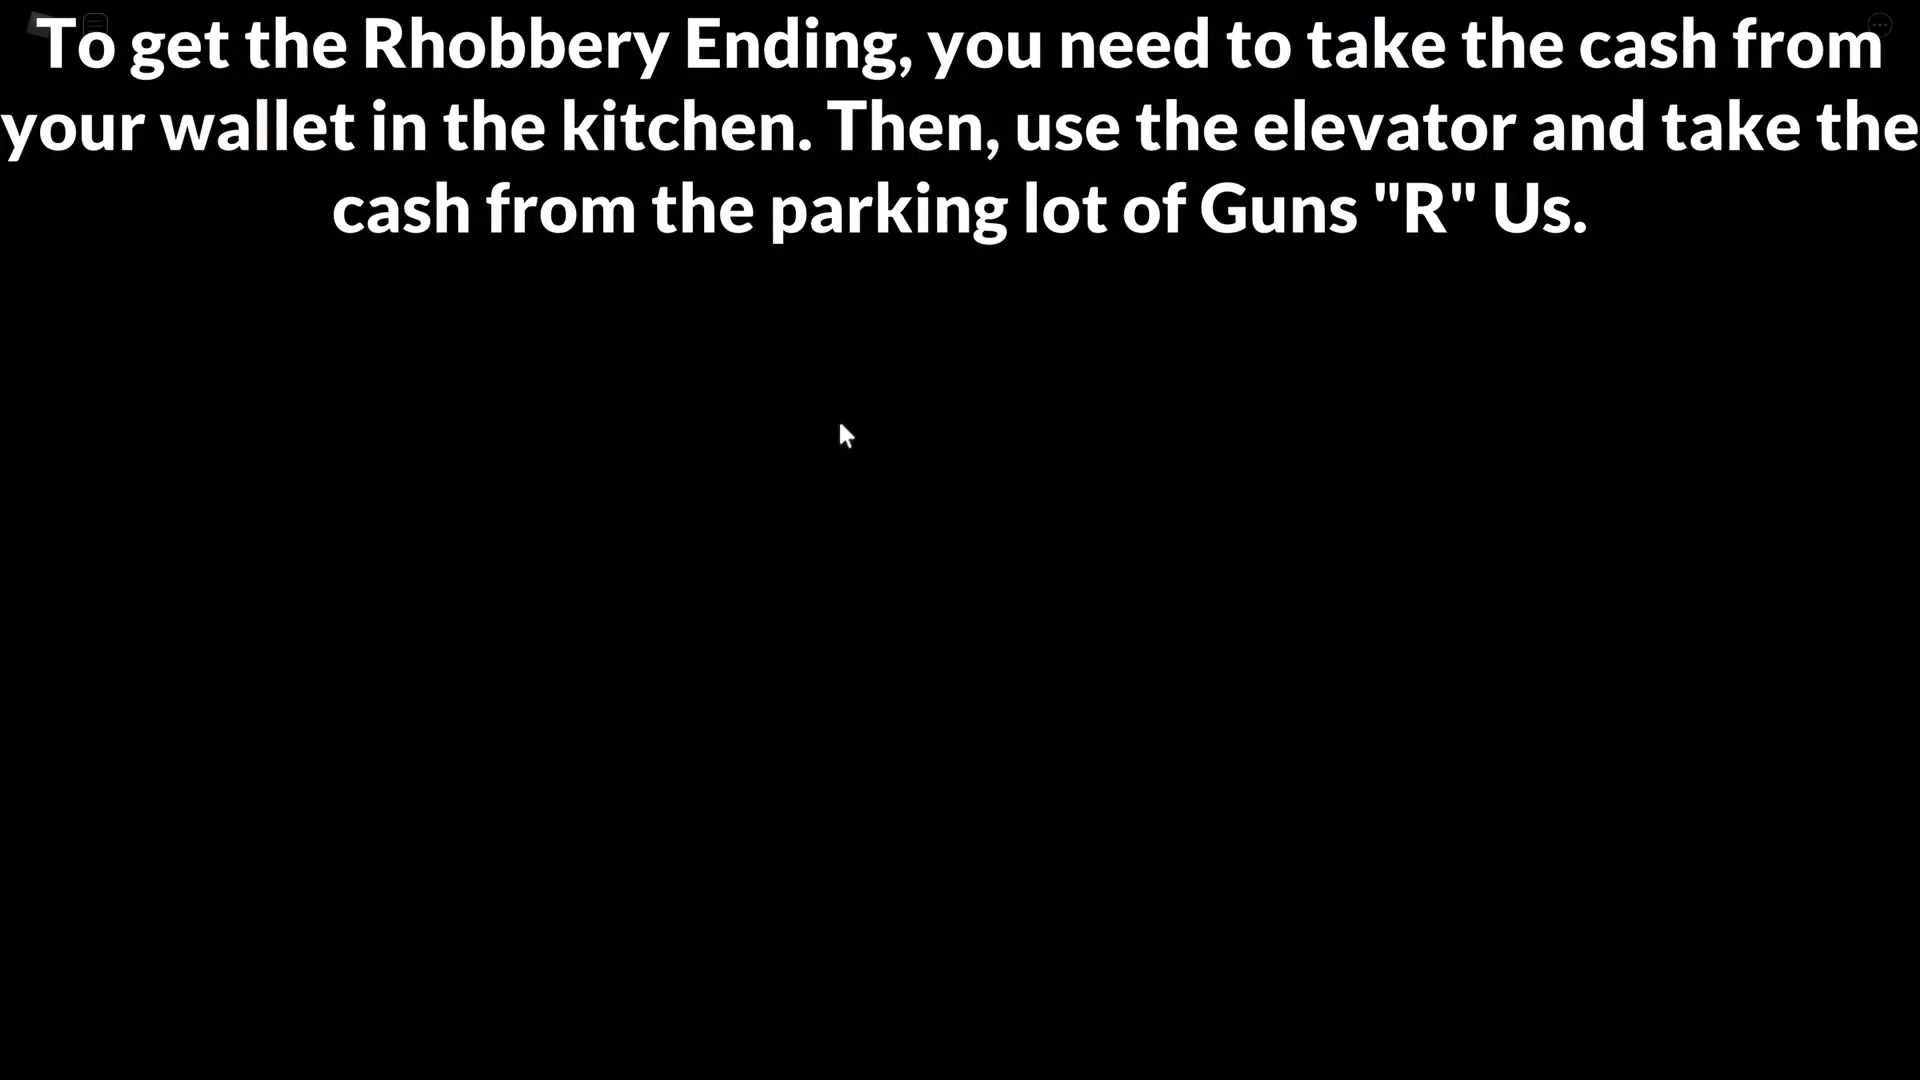 To get the Rhobbery Ending, you need to take the cash from
your wallet in the kitchen. Then, use the elevator and take the
cash from the parking lot of Guns "R" Us.